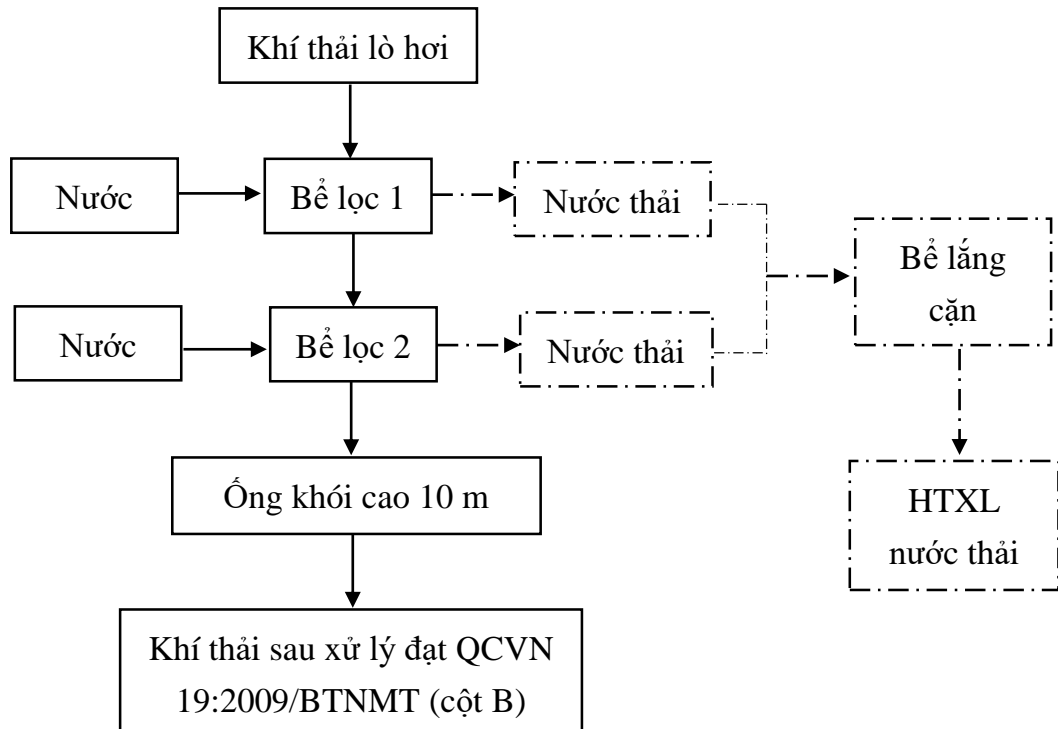 Khí thải lò hơi
Nước
Bể lọc 1
Nước thải
Bể lắng
cặn
Nước
Bể lọc 2
Nước thải
Ống khói cao 10 m
HTXL
nước thải
Khí thải sau xử lý đạt QCVN
19:2009/BTNMT (cột B)